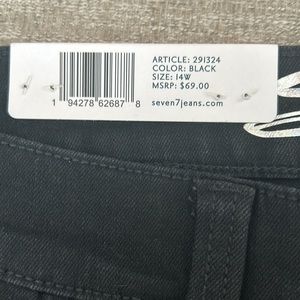 ARTICLE: 291324
COLOR: BLACK
SIZE: 14W
MSRP: $69.00
1 94278 62687 8
seven7jeans.com